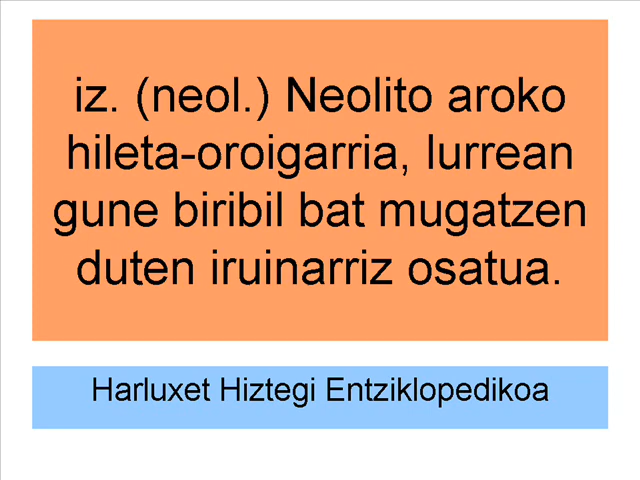 iz. (neol.) Neolito aroko
hileta-oroigarria, lurrean
gune biribil bat mugatzen
duten iruinarriz osatua.
Harluxet Hiztegi Entziklopedikoa